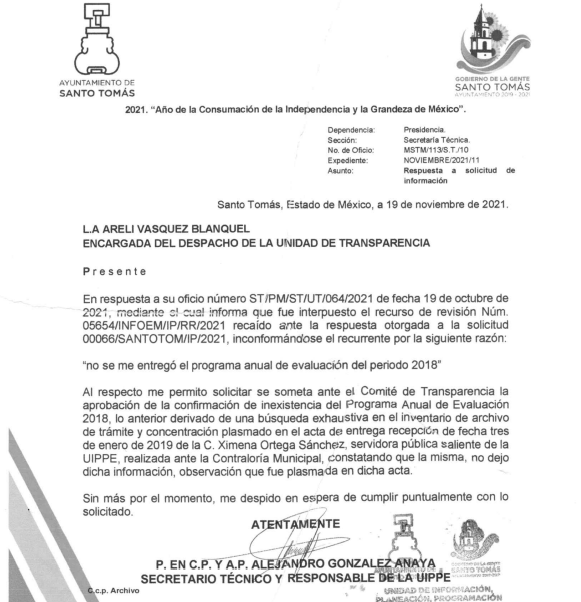 AYUNTAMIENTO DE
SANTO TOMÁS
GOBIERNO DE LA GENTE
SANTO TOMÁS
AYUNTAMIENTO 2019 - 2021
2021. “Año de la Consumación de la Independencia y la Grandeza de México”.
Dependencia: Presidencia.
Sección: Secretaría Técnica.
No. de Oficio: MSTM/113/S.T./10
Expediente: NOVIEMBRE/2021/11
Asunto: Respuesta a solicitud de
información
Santo Tomás, Estado de México, a 19 de noviembre de 2021.
L.A ARELI VASQUEZ BLANQUEL
ENCARGADA DEL DESPACHO DE LA UNIDAD DE TRANSPARENCIA
P r e s e n t e
En respuesta a su oficio número ST/PM/ST/UT/064/2021 de fecha 19 de octubre de
2021, mediante el cual informa que fue interpuesto el recurso de revisión Núm.
05654/INFOEM/IP/RR/2021 recaído ante la respuesta otorgada a la solicitud
00066/SANTOTOM/IP/2021, inconformándose el recurrente por la siguiente razón:
“no se me entregó el programa anual de evaluación del periodo 2018”
Al respecto me permito solicitar se someta ante el Comité de Transparencia la
aprobación de la confirmación de inexistencia del Programa Anual de Evaluación
2018, lo anterior derivado de una búsqueda exhaustiva en el inventario de archivo
de trámite y concentración plasmado en el acta de entrega recepción de fecha tres
de enero de 2019 de la C. Ximena Ortega Sánchez, servidora pública saliente de la
UIPPE, realizada ante la Contraloría Municipal, constatando que la misma, no dejo
dicha información, observación que fue plasmada en dicha acta.
Sin más por el momento, me despido en espera de cumplir puntualmente con lo
solicitado.
ATENTAMENTE
P. EN C.P. Y A.P. ALEJANDRO GONZALEZ ANAYA
SECRETARIO TÉCNICO Y RESPONSABLE DE LA UIPPE
SANTO TOMÁS
C.c.p. Archivo
UNIDAD DE INFORMACIÓN,
PLANEACIÓN, PROGRAMACIÓN